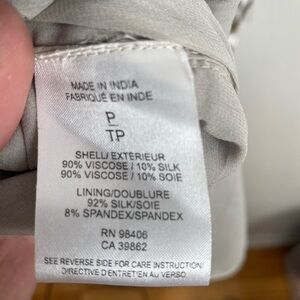 MADE IN INDIA
FABRIQUÉ EN INDE
P
TP
SHELL/EXTERIEUR
90% VISCOSE / 10% SILK
90% VISCOSE / 10% SOIE
LINING/DOUBLURE
92% SILK/SOIE
8% SPANDEX/SPANDEX
RN 98406
CA 39862
SEE REVERSE SIDE FOR CARE INSTRUCTION/
DIRECTIVE D'ENTRETIEN AU VERSO